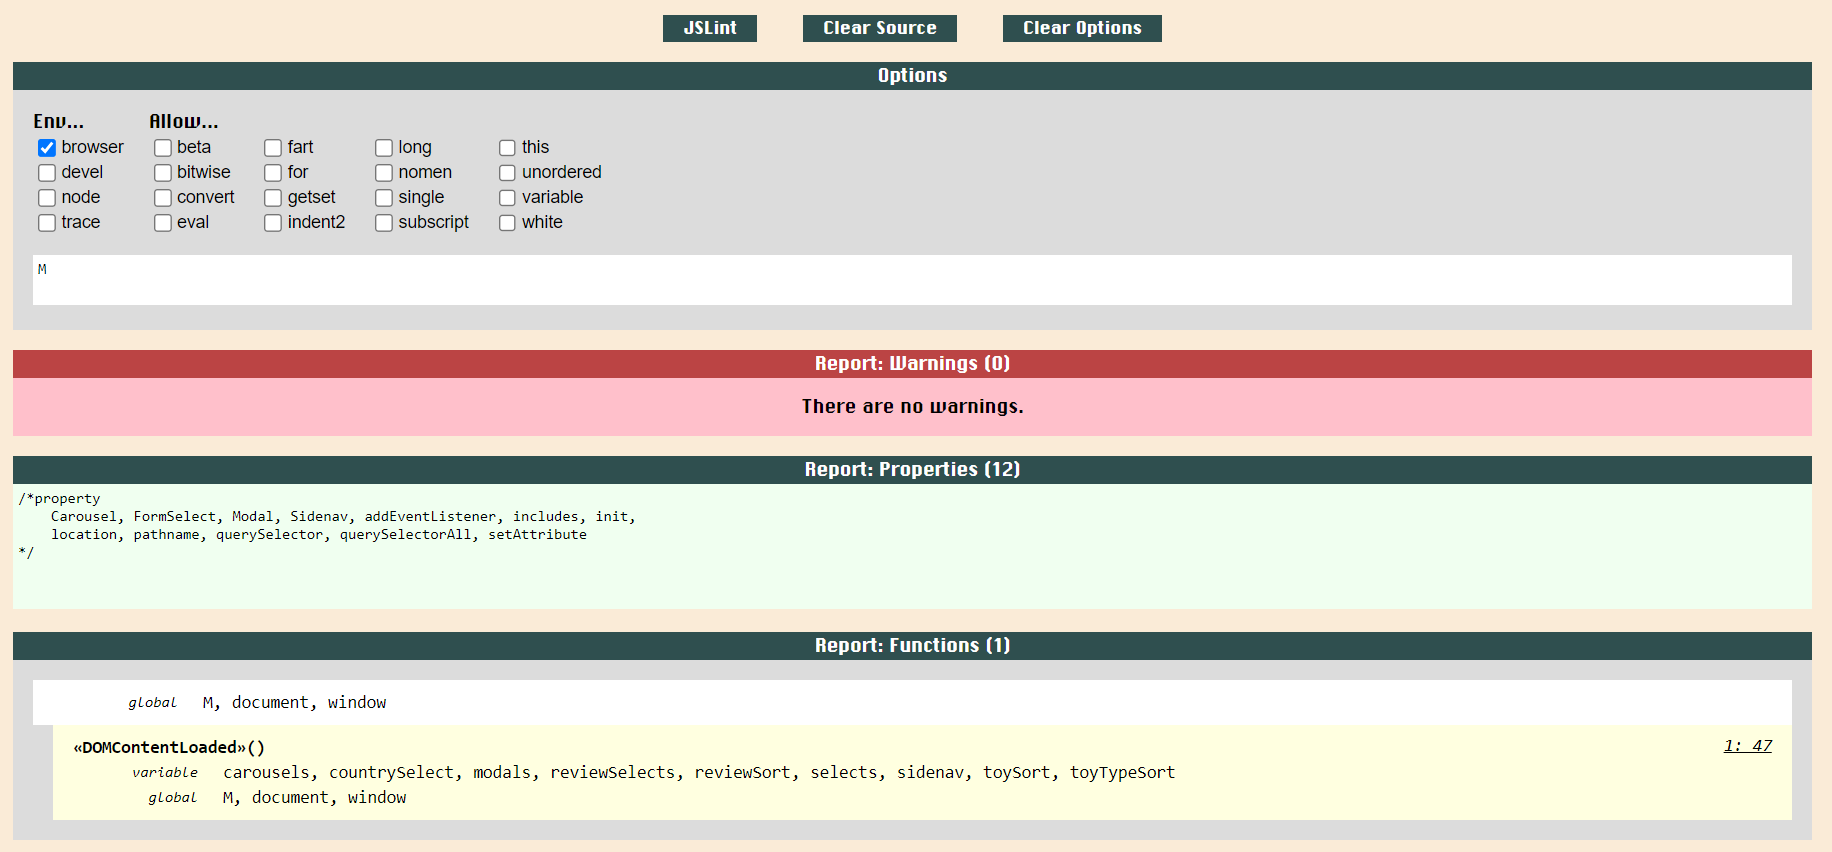 JSLint Clear Source Clear Options
Options
Env... Allow...
browser beta fart long this
devel bitwise for nomen unordered
node convert getset single variable
trace eval indent2 subscript white
M
Report: Warnings (0)
There are no warnings.
Report: Properties (12)
/*property
Carousel, FormSelect, Modal, Sidenav, addEventListener, includes, init,
location, pathname, querySelector, querySelectorAll, setAttribute
*/
Report: Functions (1)
global M, document, window
«DOMContentLoaded»() 1: 47
variable carousels, countrySelect, modals, reviewSelects, reviewSort, selects, sidenav, toySort, toyTypeSort
global M, document, window